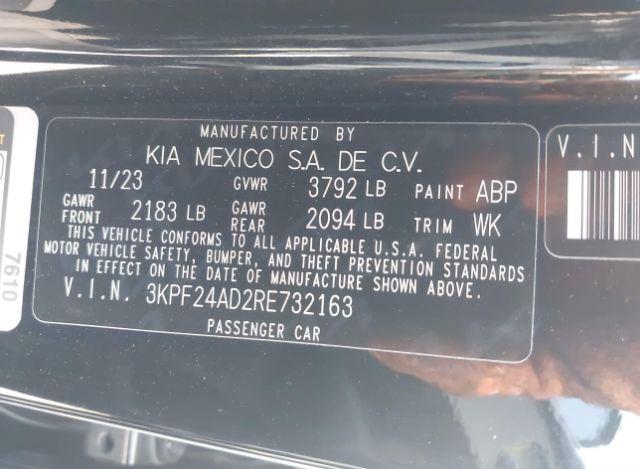 MANUFACTURED BY
KIA MEXICO S.A. DE C.V.
11/23 GVWR 3792 LB PAINT ABP
GAWR FRONT 2183 LB GAWR REAR 2094 LB TRIM WK
THIS VEHICLE CONFORMS TO ALL APPLICABLE U.S.A. FEDERAL
MOTOR VEHICLE SAFETY, BUMPER, AND THEFT PREVENTION STANDARDS
IN EFFECT ON THE DATE OF MANUFACTURE SHOWN ABOVE.
V.I.N. 3KPF24AD2RE732163
PASSENGER CAR
V.I.N
7610